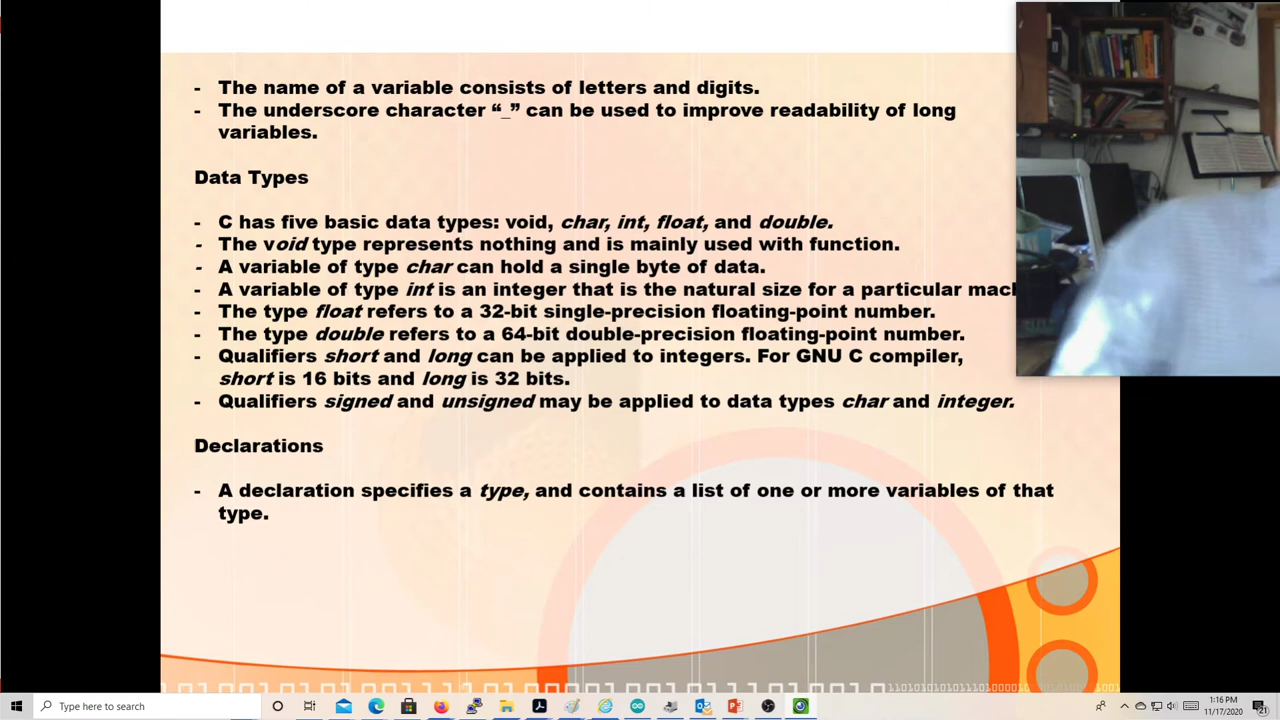 - The name of a variable consists of letters and digits.
- The underscore character “_” can be used to improve readability of long
variables.
Data Types
- C has five basic data types: void, char, int, float, and double.
- The void type represents nothing and is mainly used with function.
- A variable of type char can hold a single byte of data.
- A variable of type int is an integer that is the natural size for a particular
- The type float refers to a 32-bit single-precision floating-point number.
- The type double refers to a 64-bit double-precision floating-point number.
- Qualifiers short and long can be applied to integers. For GNU C compiler,
short is 16 bits and long is 32 bits.
- Qualifiers signed and unsigned may be applied to data types char and integer.
Declarations
- A declaration specifies a type, and contains a list of one or more variables of that
type.
Type here to search
1:16 PM
11/17/2020
21